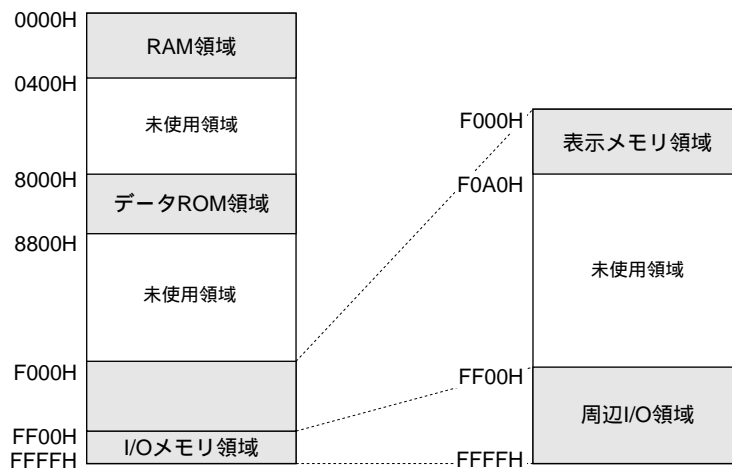 0000H
RAM領域
0400H
未使用領域
8000H
データROM領域
8800H
未使用領域
F000H
FF00H
I/Oメモリ領域
FFFFH
F000H
表示メモリ領域
F0A0H
未使用領域
FF00H
周辺I/O領域
FFFFH